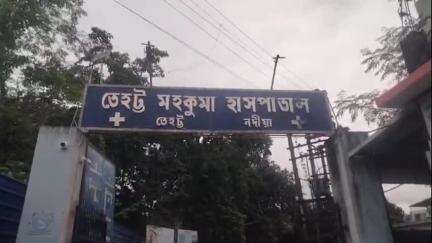 তেহট্ট মহকুমা হাসপাতাল
তেহট্ট নদীয়া